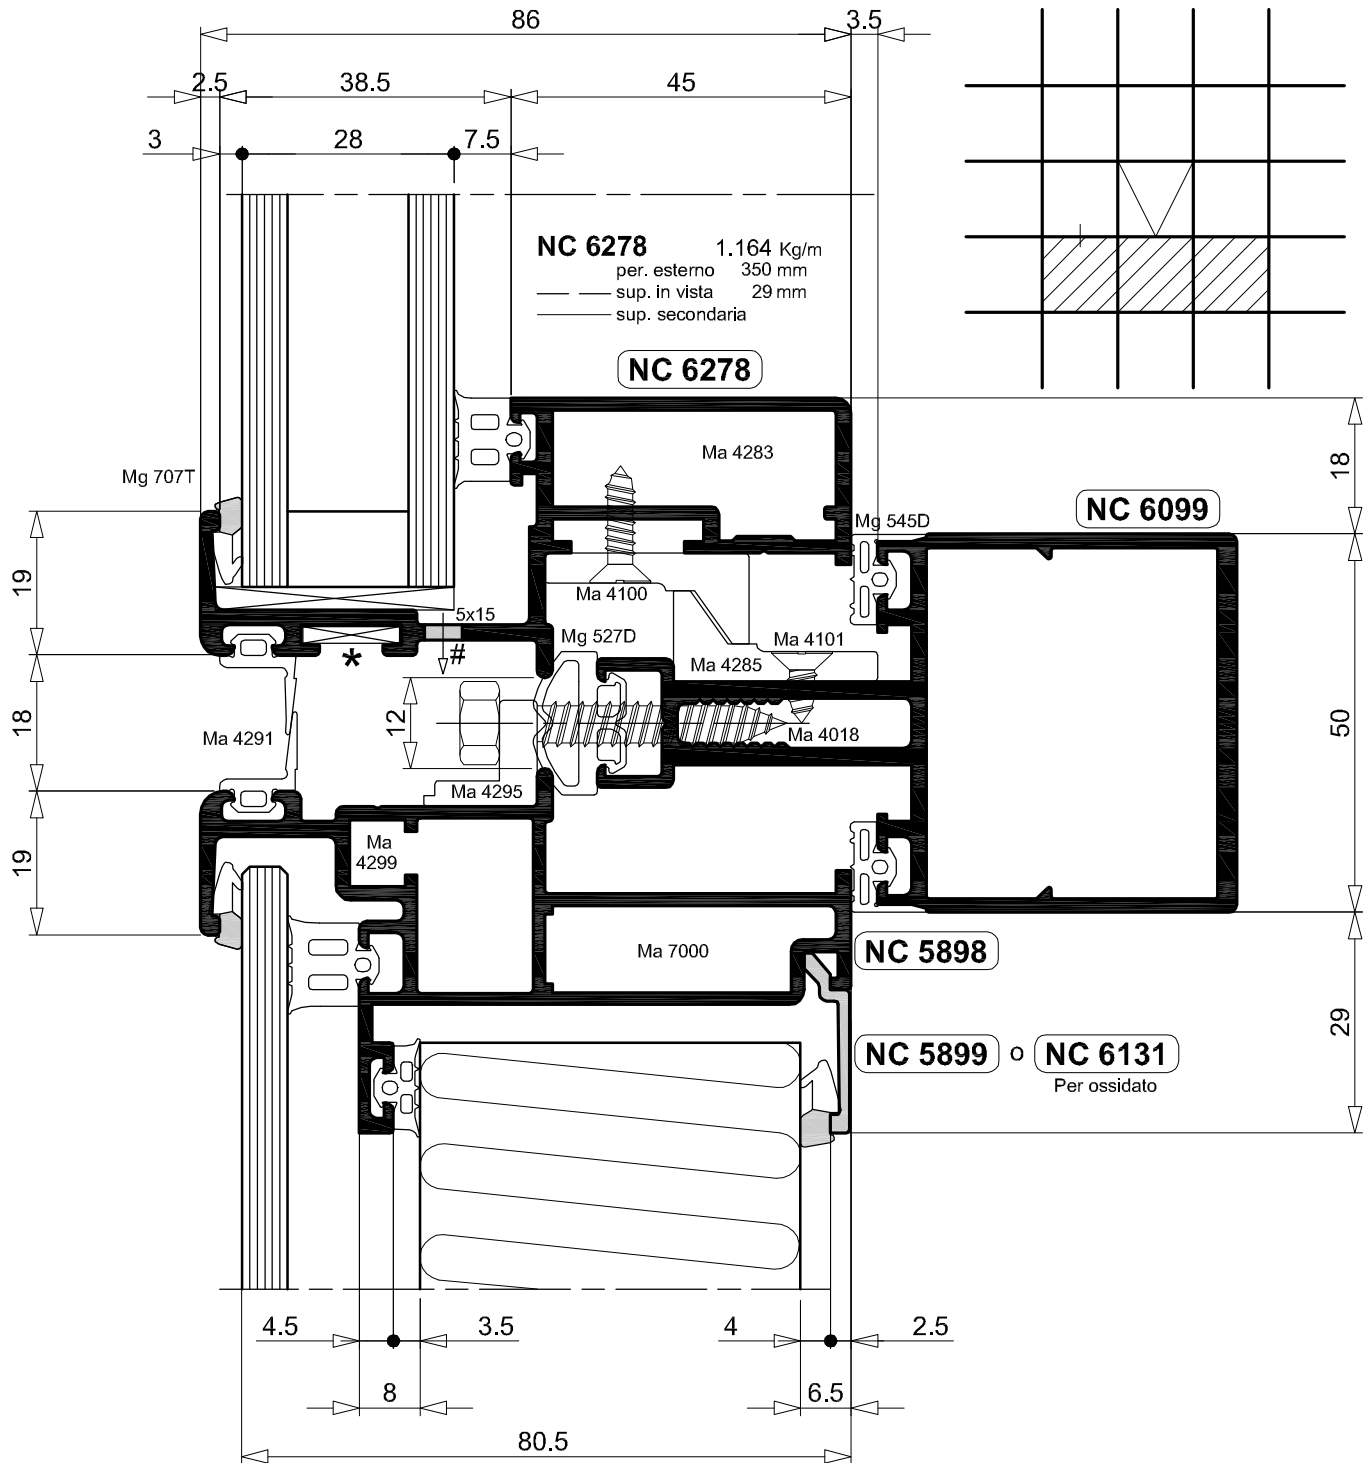 86
3.5
2.5
38.5
45
3
28
7.5
NC 6278 1.164 Kg/m
per. esterno 350 mm
sup. in vista 29 mm
sup. secondaria
NC 6278
Ma 4283
18
Mg 707T
Mg 545D
NC 6099
19
Ma 4100
5x15
Mg 527D
Ma 4101
*
#
Ma 4285
18
12
50
Ma 4291
Ma 4018
Ma 4295
19
Ma
4299
Ma 7000
NC 5898
29
NC 5899 o NC 6131
Per ossidato
4.5
3.5
4
2.5
8
6.5
80.5